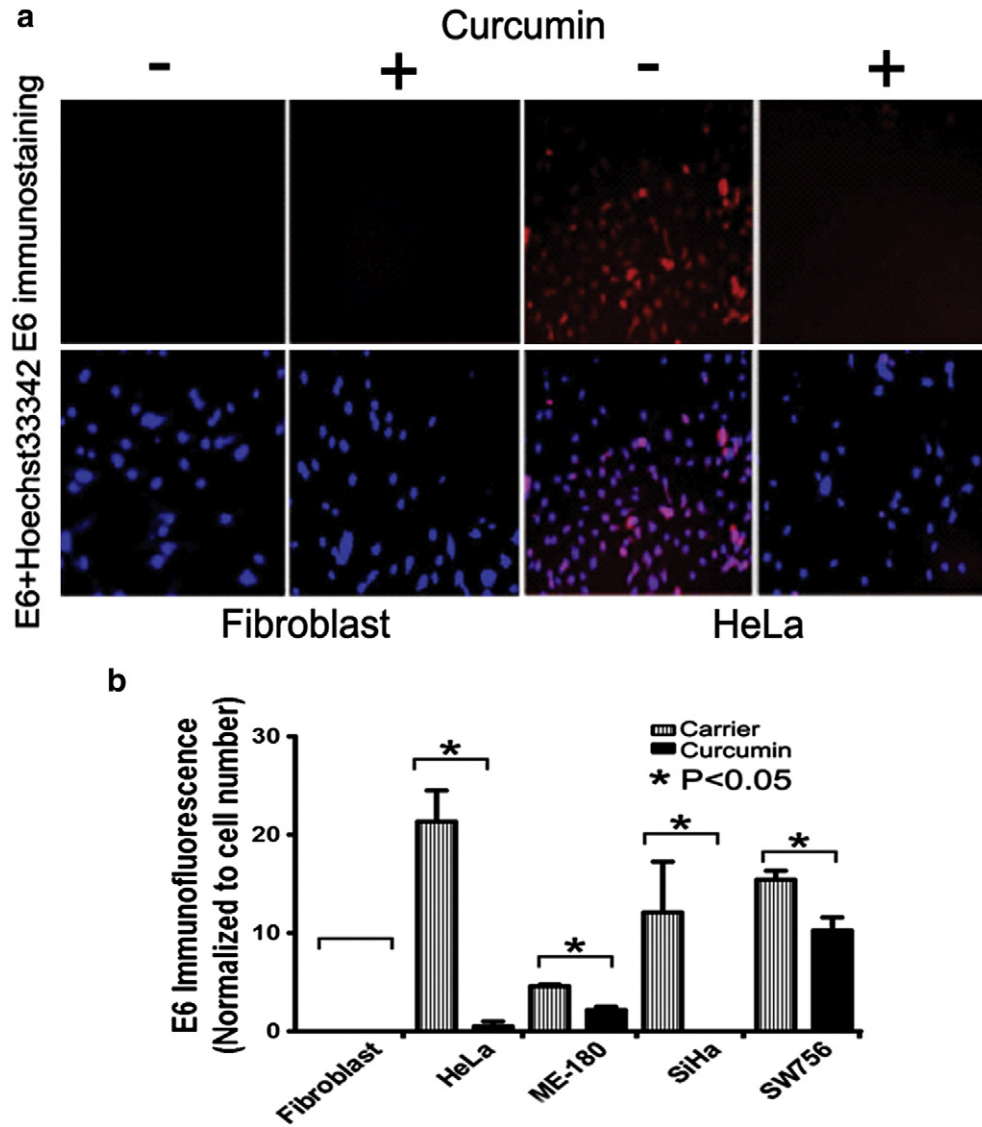 a
Curcumin
- + - +
E6 immunostaining
E6+Hoechst33342
Fibroblast HeLa
b
E6 Immunofluorescence
(Normalized to cell number)
30
20
10
0
Carrier
Curcumin
* P<0.05
*
*
*
*
Fibroblast
HeLa
ME-180
SiHa
SW756